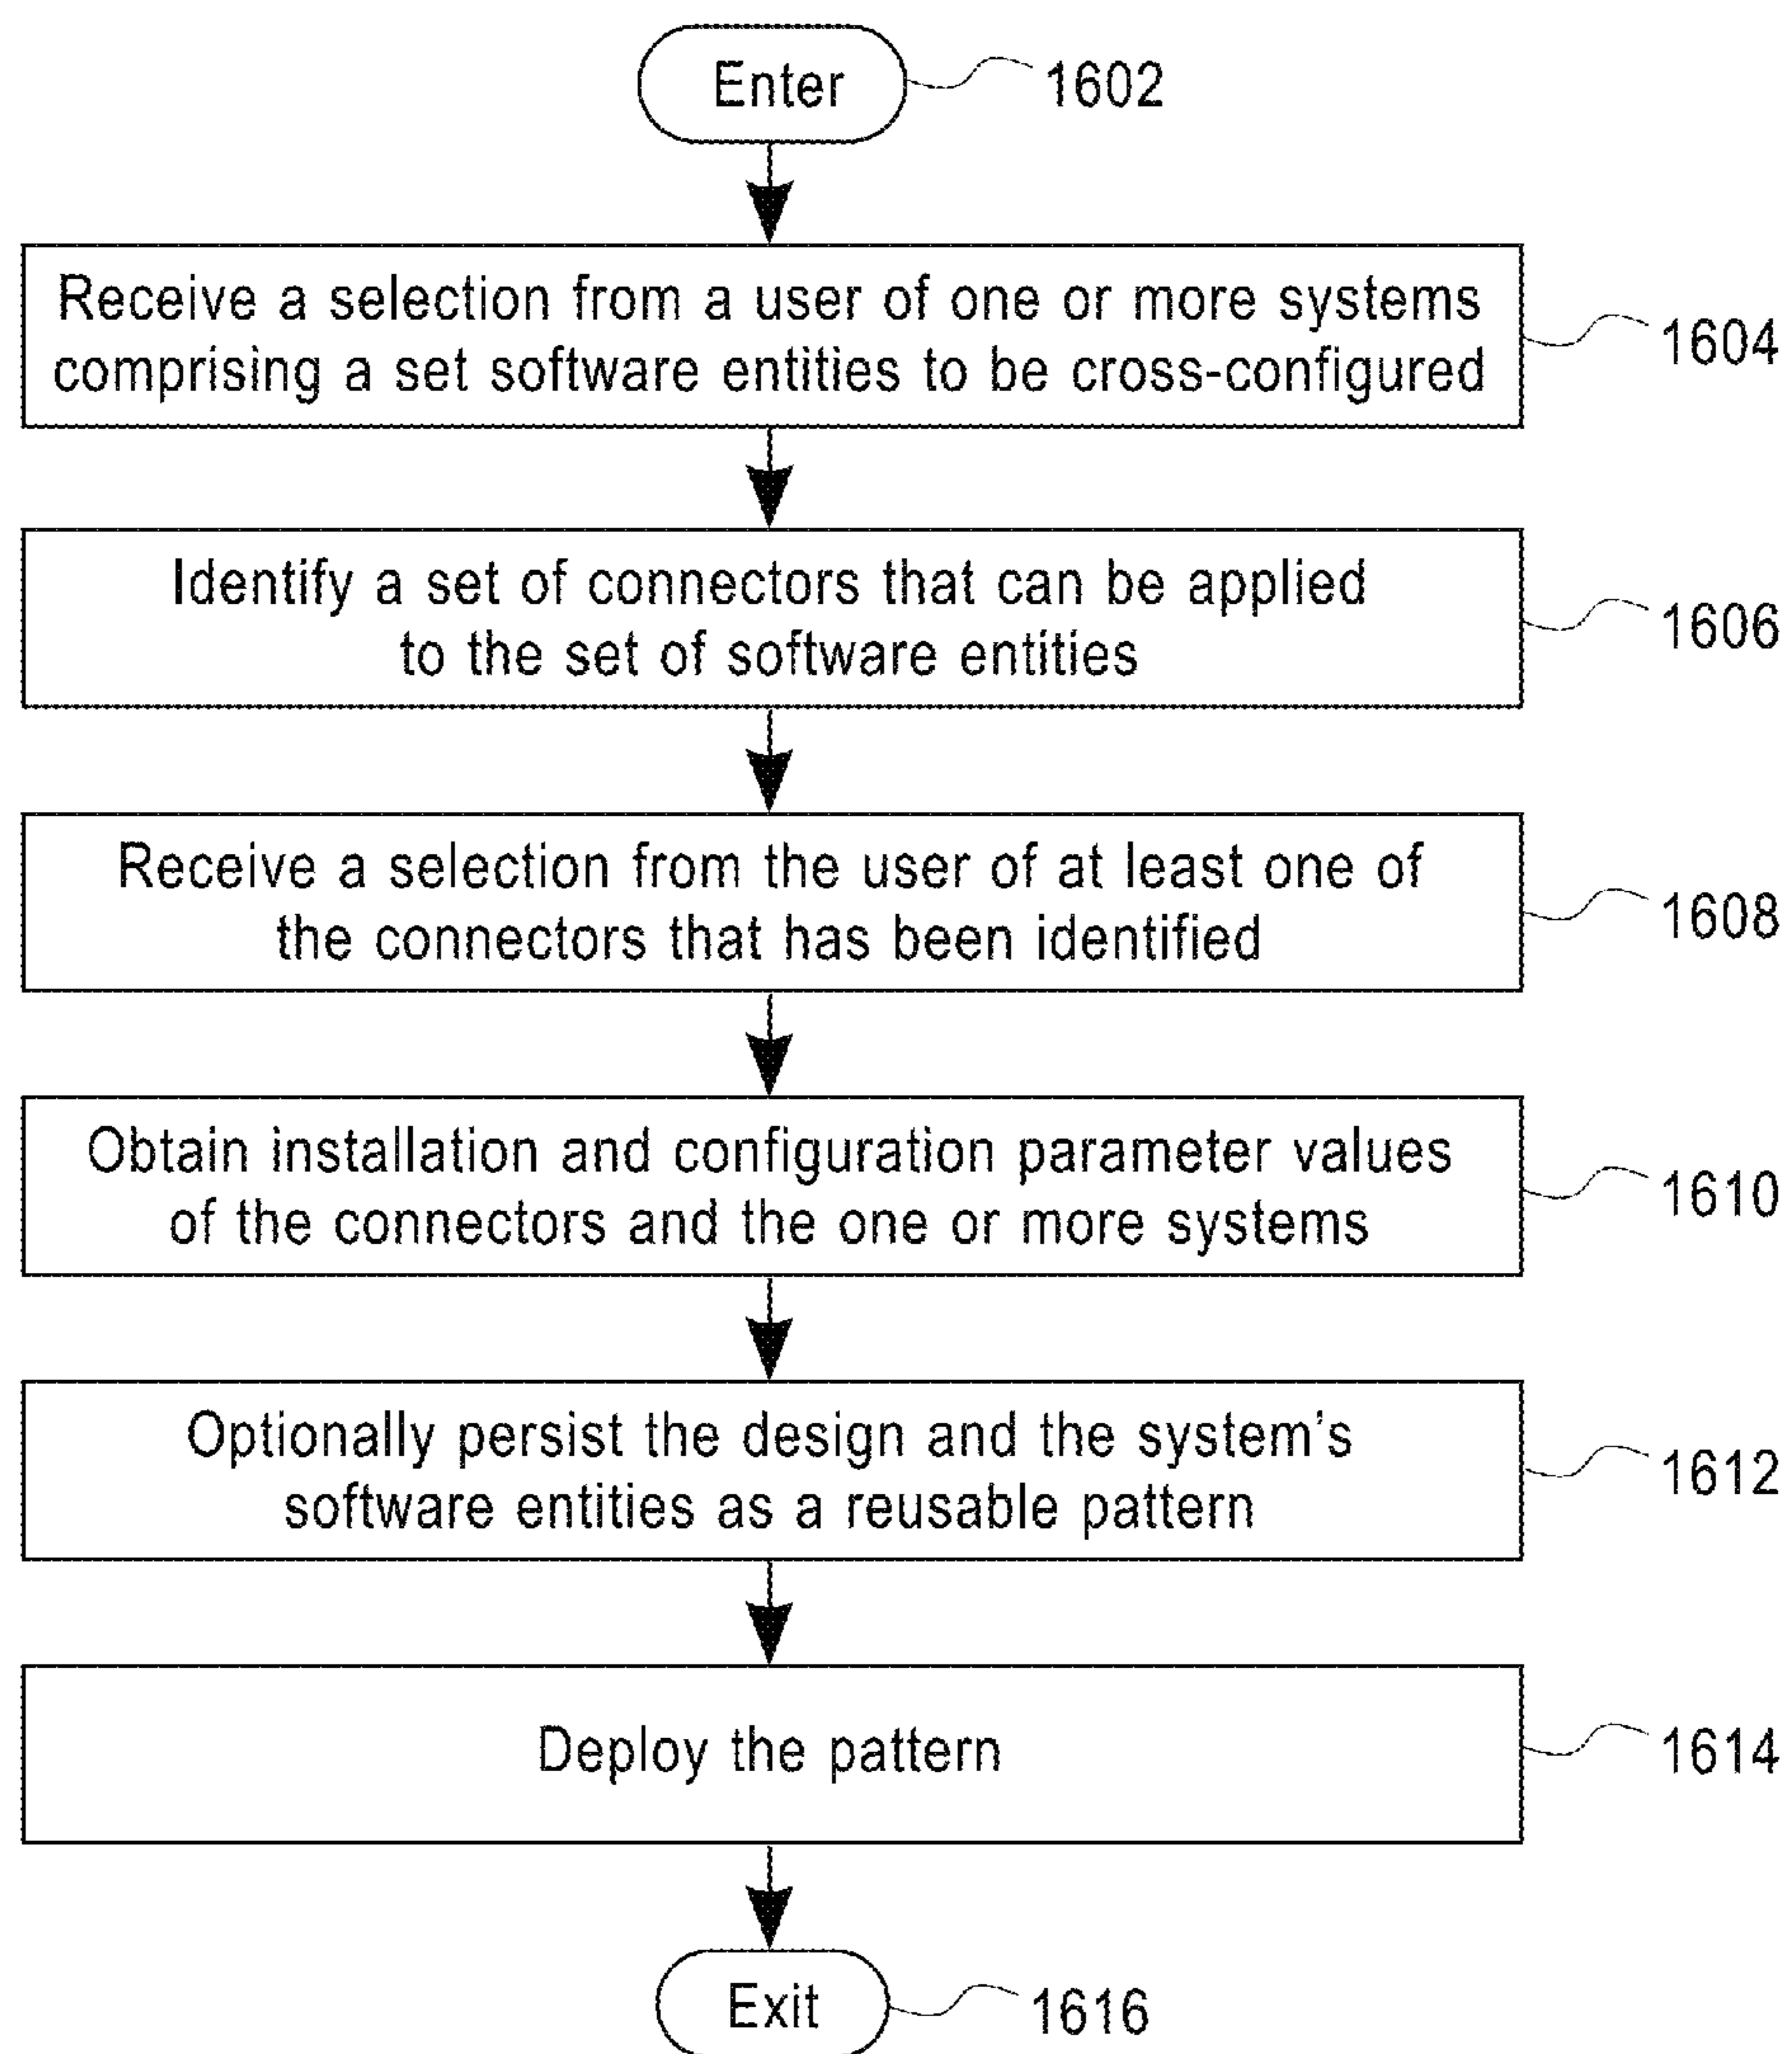 Enter
1602
Receive a selection from a user of one or more systems
comprising a set software entities to be cross-configured
1604
Identify a set of connectors that can be applied
to the set of software entities
1606
Receive a selection from the user of at least one of
the connectors that has been identified
1608
Obtain installation and configuration parameter values
of the connectors and the one or more systems
1610
Optionally persist the design and the system's
software entities as a reusable pattern
1612
Deploy the pattern
1614
Exit
1616